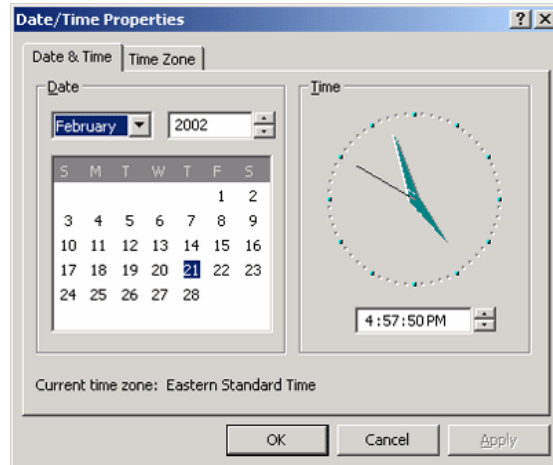 Date/Time Properties
Date & Time Time Zone
Date
Time
February 2002
S M T W T F S
1 2
3 4 5 6 7 8 9
10 11 12 13 14 15 16
17 18 19 20 21 22 23
24 25 26 27 28
4:57:50 PM
Current time zone: Eastern Standard Time
OK Cancel Apply